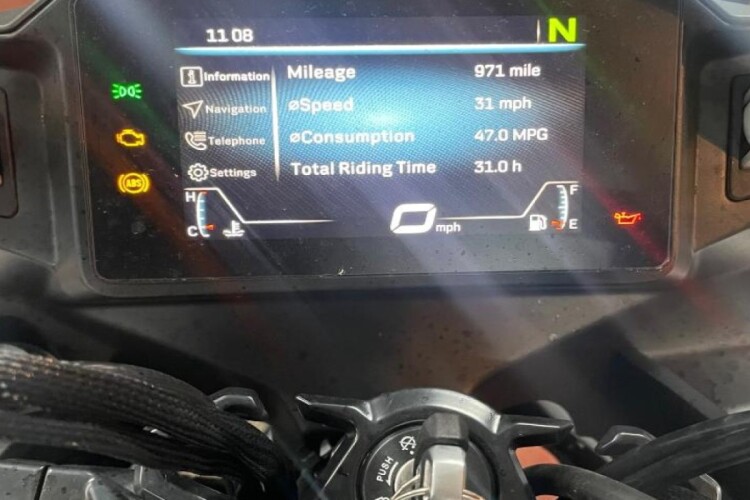 11 08
N
Information
Mileage 971 mile
Navigation
øSpeed 31 mph
Telephone
øConsumption 47.0 MPG
Settings
Total Riding Time 31.0 h
H
F
ABS
0 mph
C
E
PUSH